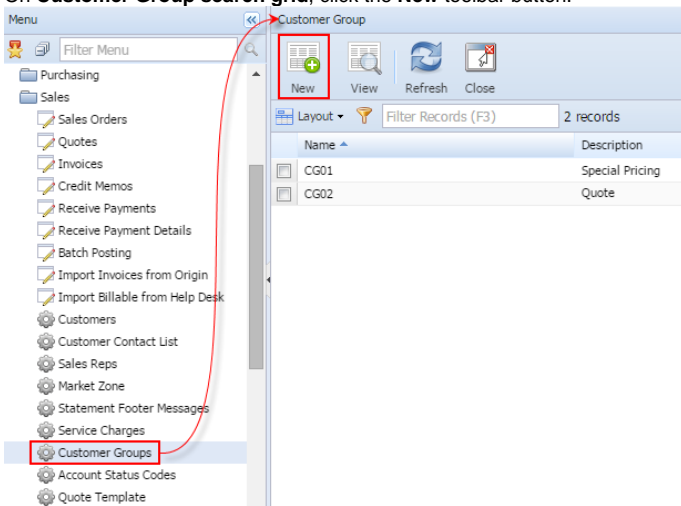 On Customer Group search grid, click the New toolbar button.
Menu
Filter Menu
Purchasing
Sales
Sales Orders
Quotes
Invoices
Credit Memos
Receive Payments
Receive Payment Details
Batch Posting
Import Invoices from Origin
Import Billable from Help Desk
Customers
Customer Contact List
Sales Reps
Market Zone
Statement Footer Messages
Service Charges
Customer Groups
Account Status Codes
Quote Template
Customer Group
New View Refresh Close
Layout Filter Records (F3) 2 records
Name Description
CG01 Special Pricing
CG02 Quote